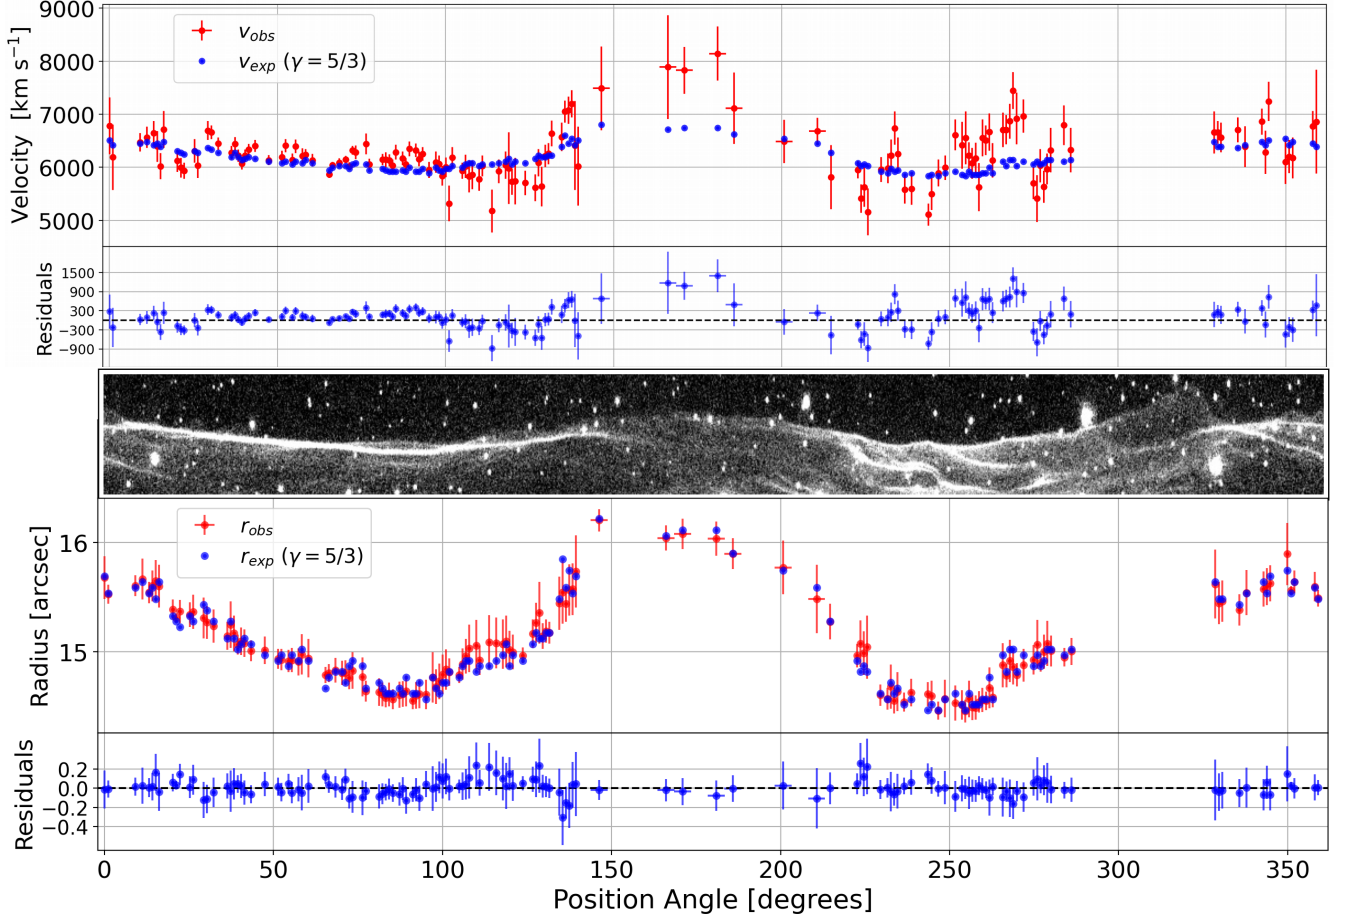 9000
8000
7000
6000
5000
Velocity [km s⁻¹]
v_obs
v_exp (γ = 5/3)
1500
900
300
−300
−900
Residuals
16
15
Radius [arcsec]
r_obs
r_exp (γ = 5/3)
0.2
0.0
−0.2
−0.4
Residuals
0 50 100 150 200 250 300 350
Position Angle [degrees]